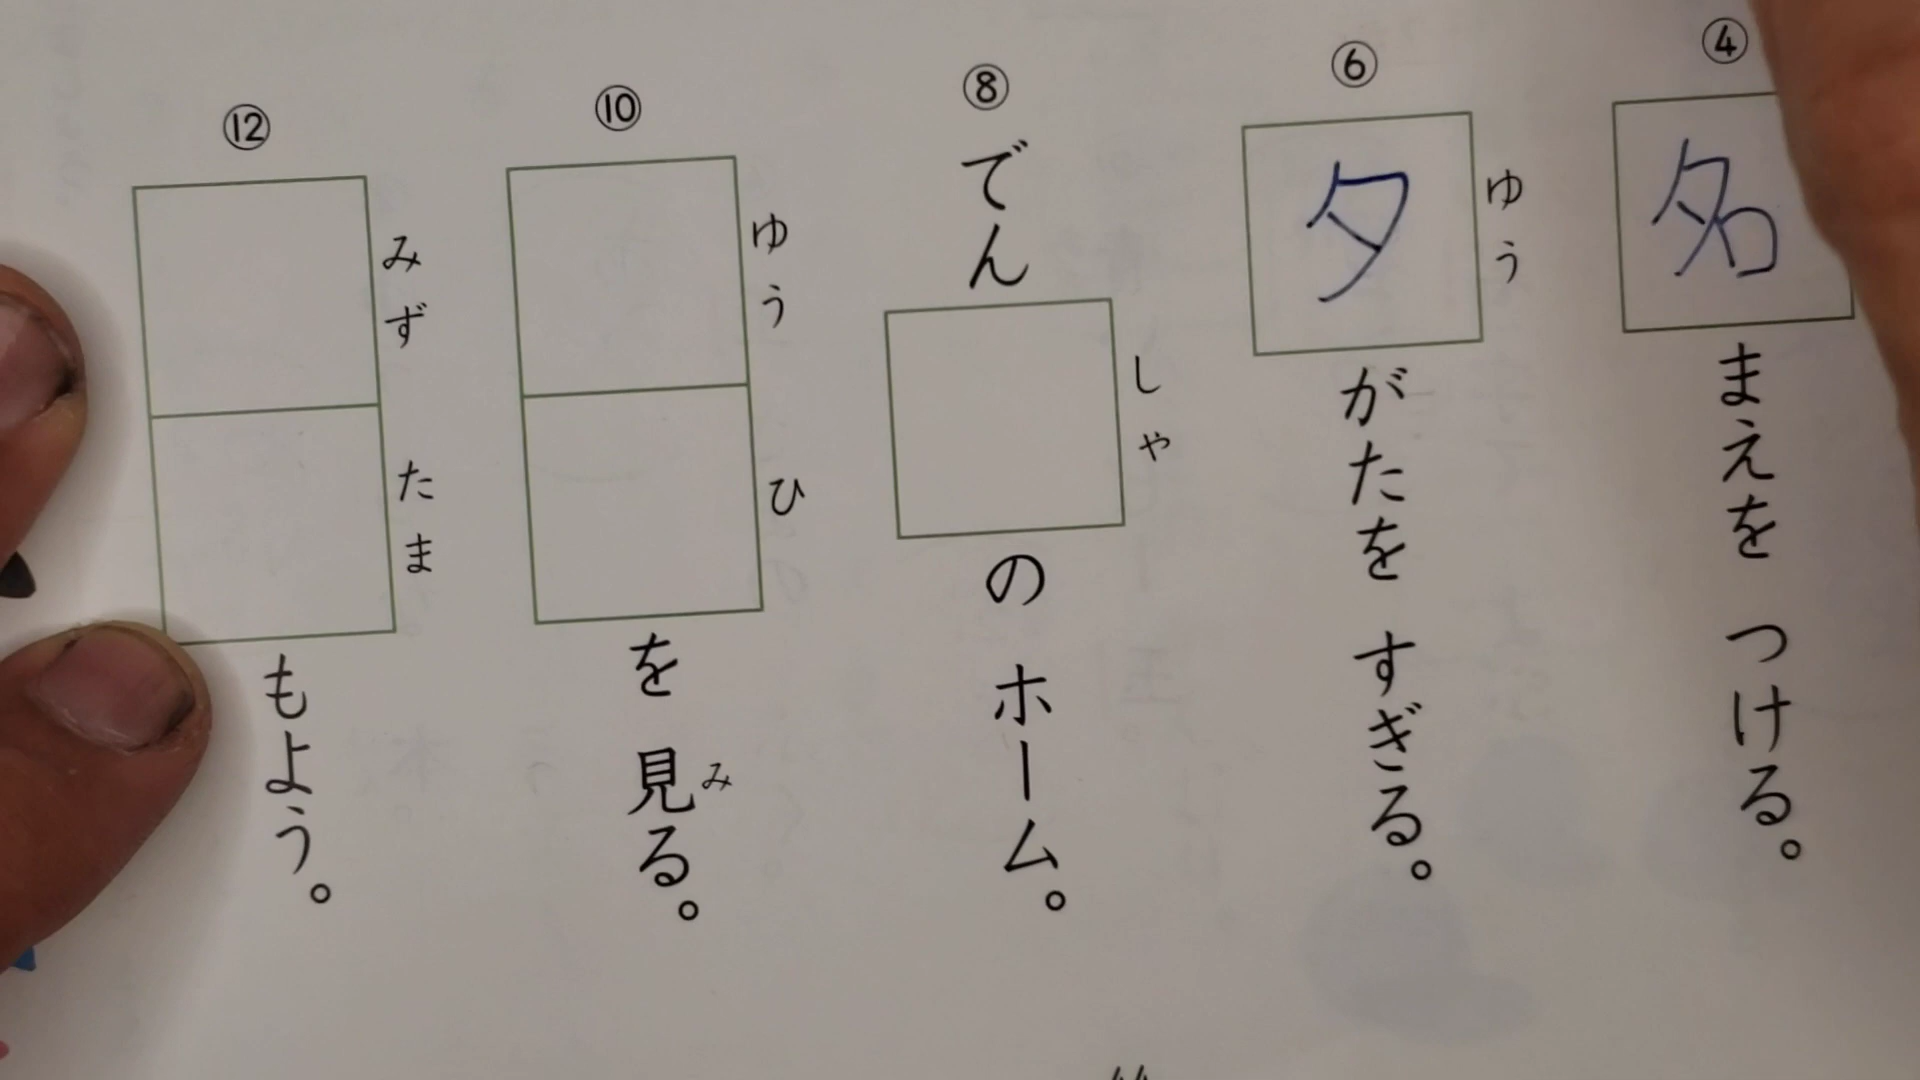 ④
名まえを つける。
⑥
夕がたを すぎる。
ゆう
⑧
でん のホーム。
しゃ
⑩
を 見る。
ゆう ひ
み
⑫
もよう。
みず たま